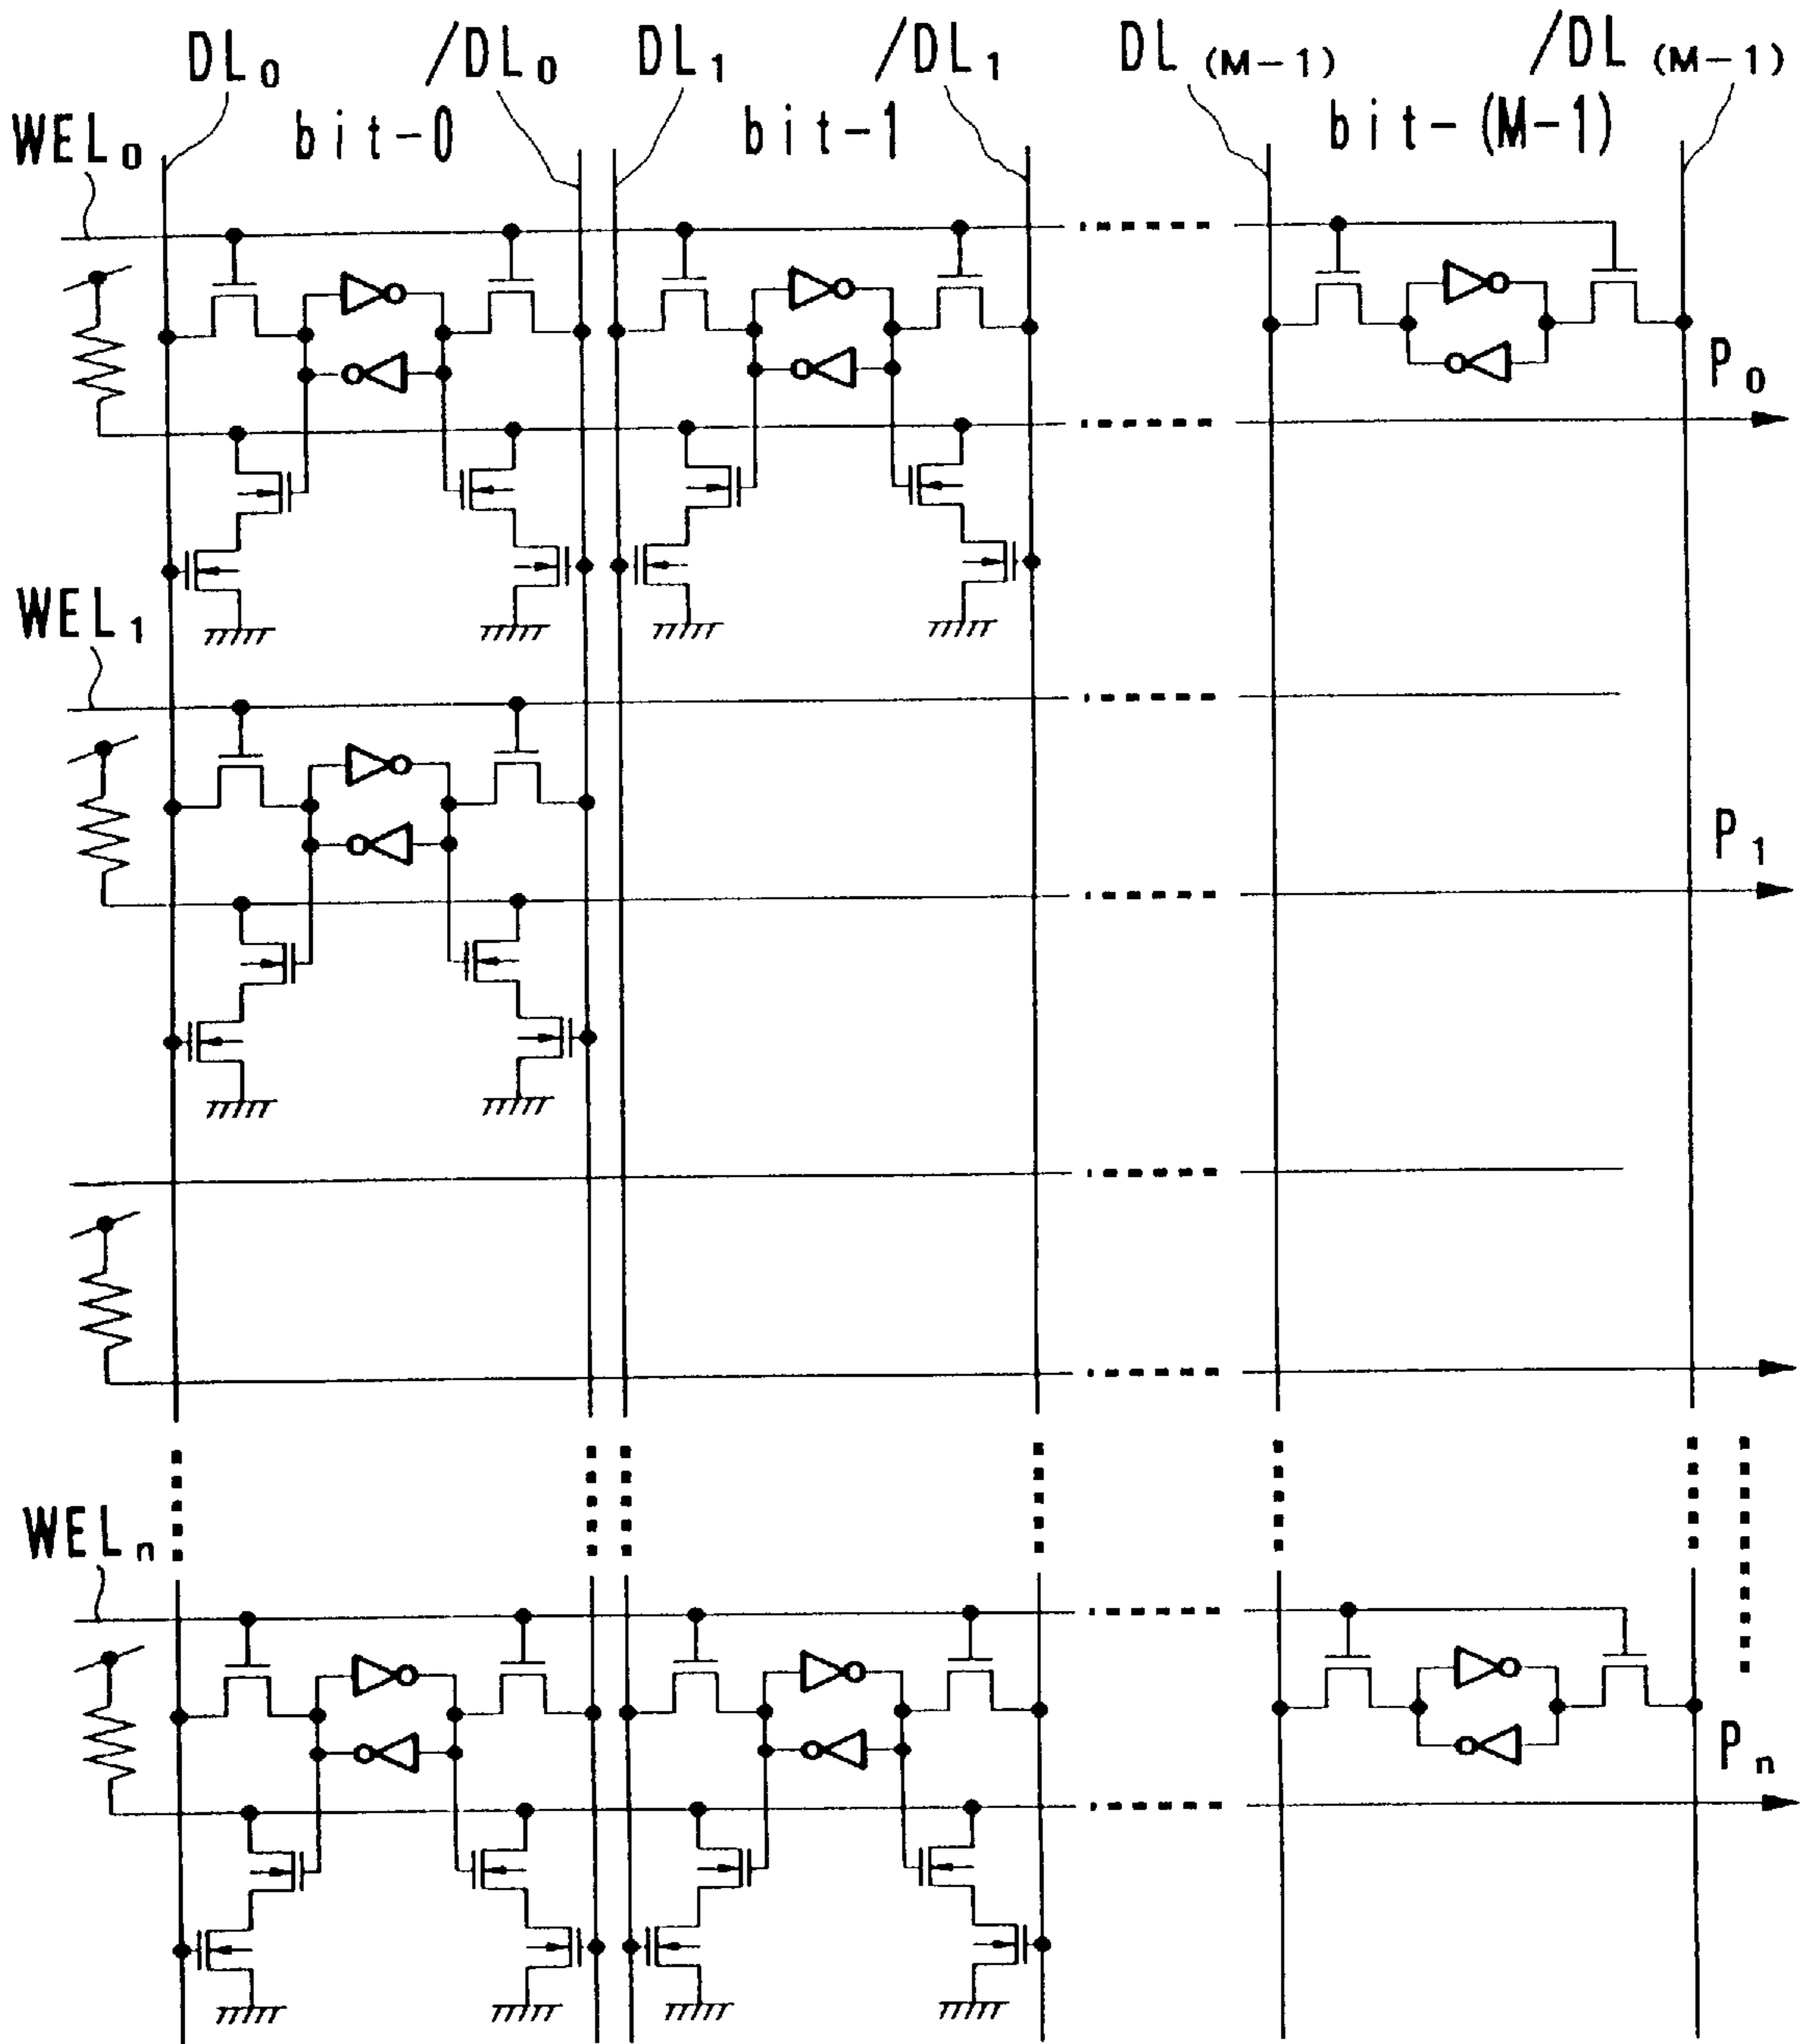 DL0 /DL0 DL1 /DL1 DL(M-1) /DL(M-1)
WEL0 bit-0 bit-1 bit-(M-1)
P0
WEL1
P1
WELn
Pn